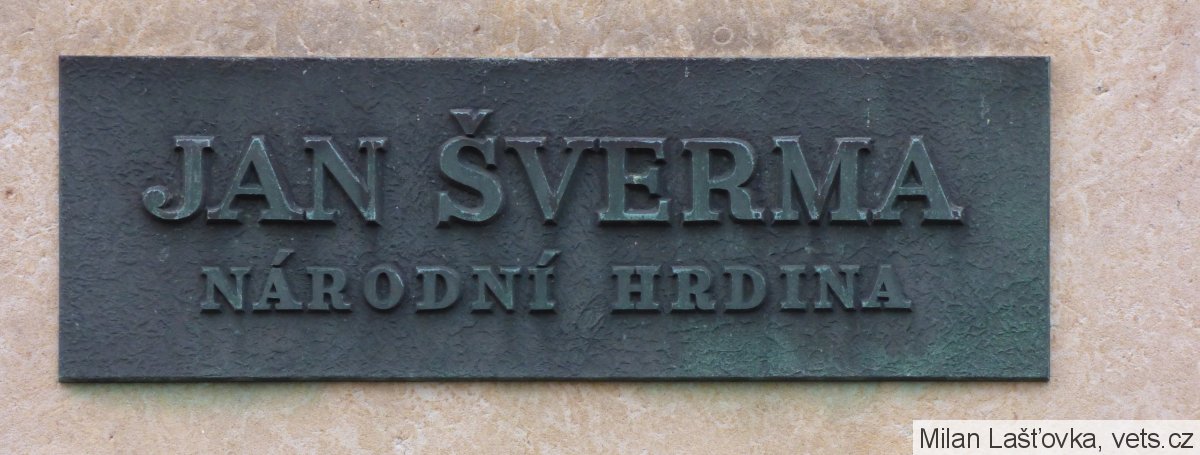 JAN ŠVERMA
NÁRODNÍ HRDINA
Milan Lašťovka, vets.cz